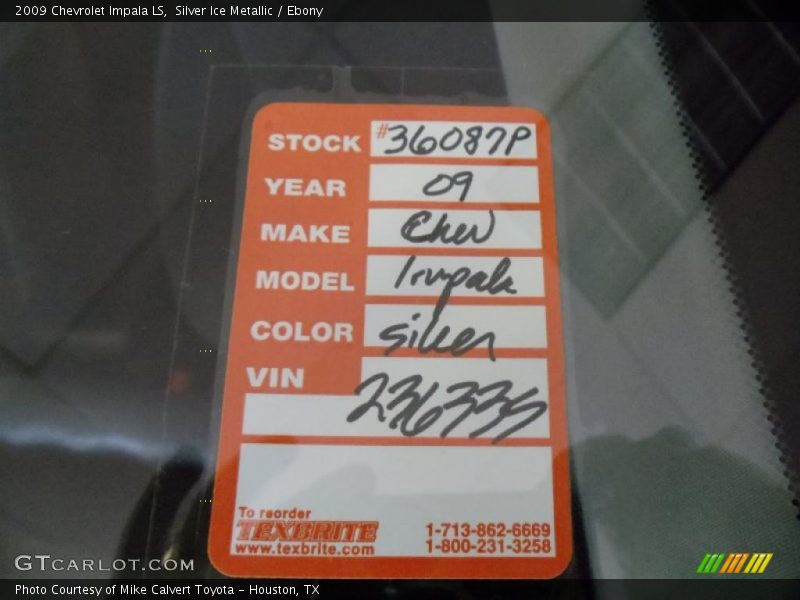 2009 Chevrolet Impala LS, Silver Ice Metallic / Ebony
STOCK #36087P
YEAR 09
MAKE Chev
MODEL Impala
COLOR silver
VIN 236335
To reorder
TEXBRITE 1-713-862-6669
www.texbrite.com 1-800-231-3258
GTCARLOT.COM
Photo Courtesy of Mike Calvert Toyota - Houston, TX